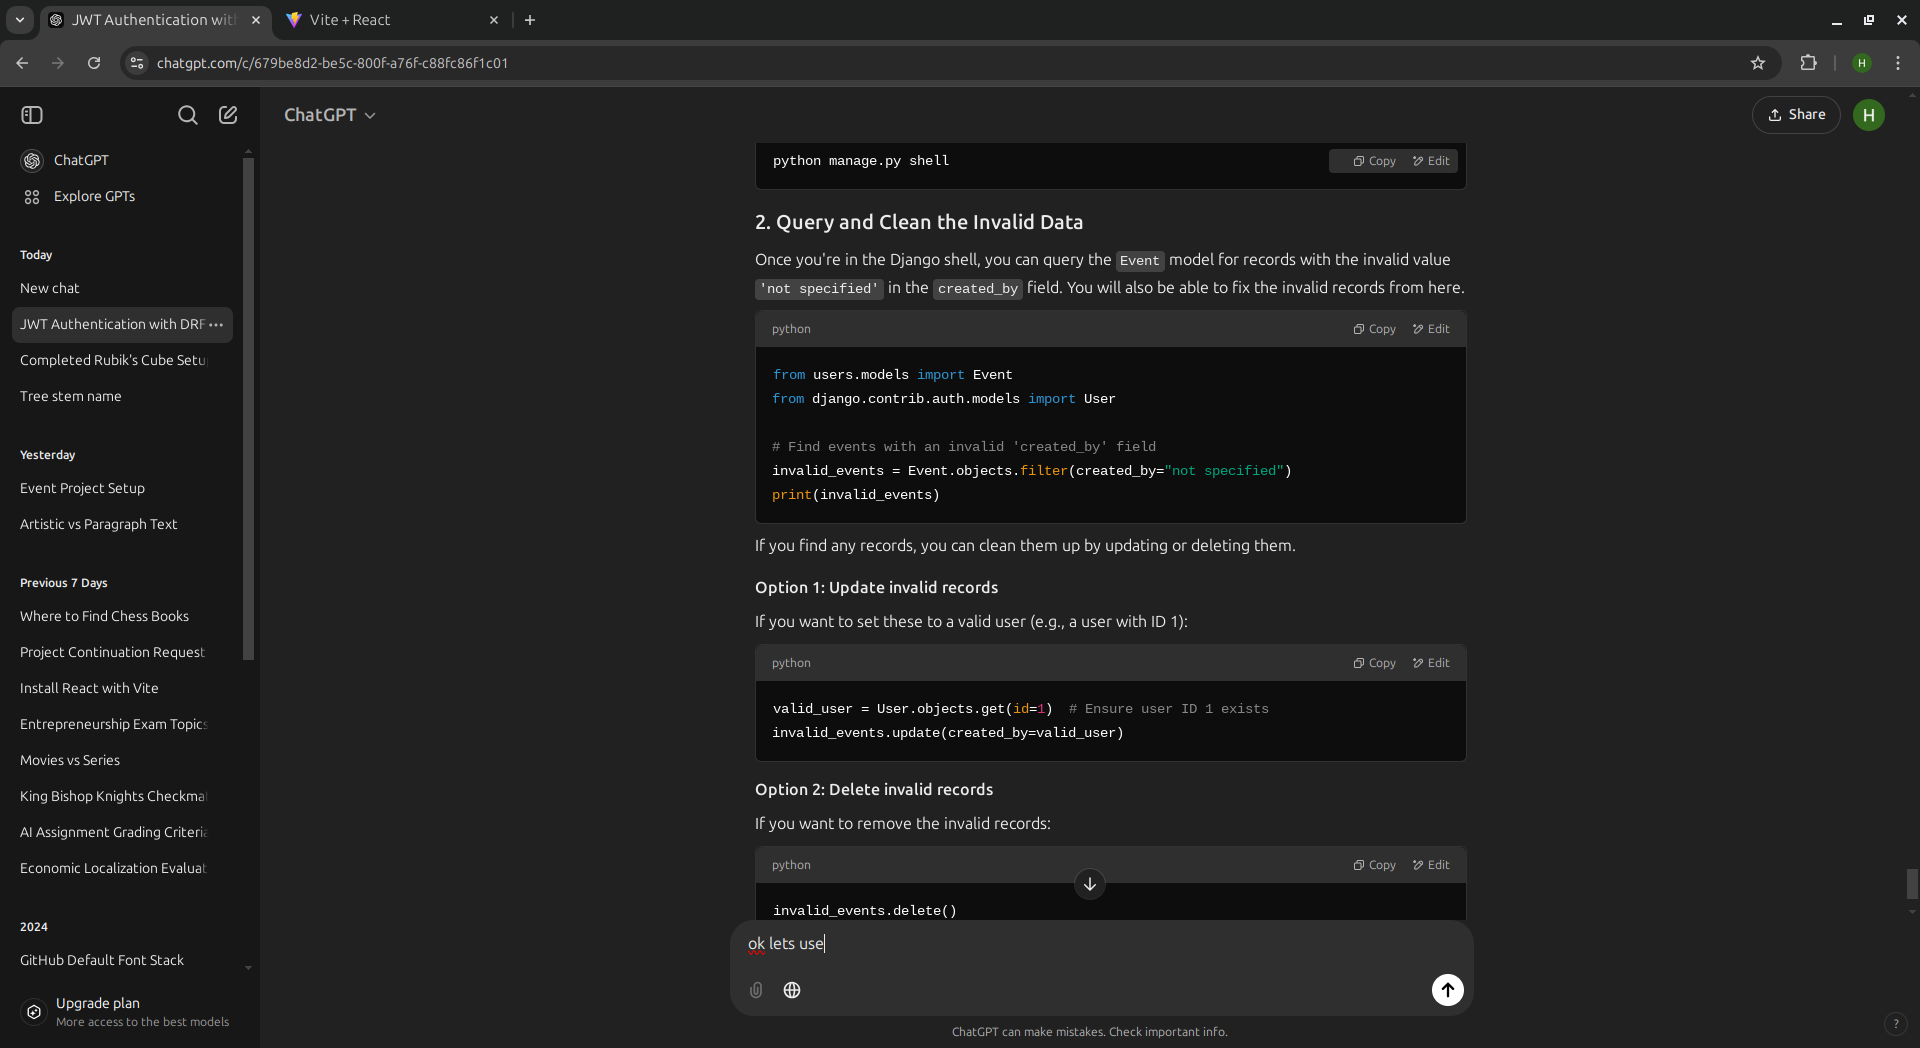 JWT Authentication with
Vite + React
chatgpt.com/c/679be8d2-be5c-800f-a76f-c88fc86f1c01
H
ChatGPT
Share
H
ChatGPT
Explore GPTs
Today
New chat
JWT Authentication with DRF
Completed Rubik's Cube Setu
Tree stem name
Yesterday
Event Project Setup
Artistic vs Paragraph Text
Previous 7 Days
Where to Find Chess Books
Project Continuation Request
Install React with Vite
Entrepreneurship Exam Topics
Movies vs Series
King Bishop Knights Checkma
AI Assignment Grading Criteria
Economic Localization Evaluat
2024
GitHub Default Font Stack
Upgrade plan
More access to the best models
python manage.py shell
Copy Edit
2. Query and Clean the Invalid Data
Once you're in the Django shell, you can query the Event model for records with the invalid value
'not specified' in the created_by field. You will also be able to fix the invalid records from here.
python Copy Edit
from users.models import Event
from django.contrib.auth.models import User
# Find events with an invalid 'created_by' field
invalid_events = Event.objects.filter(created_by="not specified")
print(invalid_events)
If you find any records, you can clean them up by updating or deleting them.
Option 1: Update invalid records
If you want to set these to a valid user (e.g., a user with ID 1):
python Copy Edit
valid_user = User.objects.get(id=1)  # Ensure user ID 1 exists
invalid_events.update(created_by=valid_user)
Option 2: Delete invalid records
If you want to remove the invalid records:
python Copy Edit
invalid_events.delete()
ok lets use
ChatGPT can make mistakes. Check important info.
?